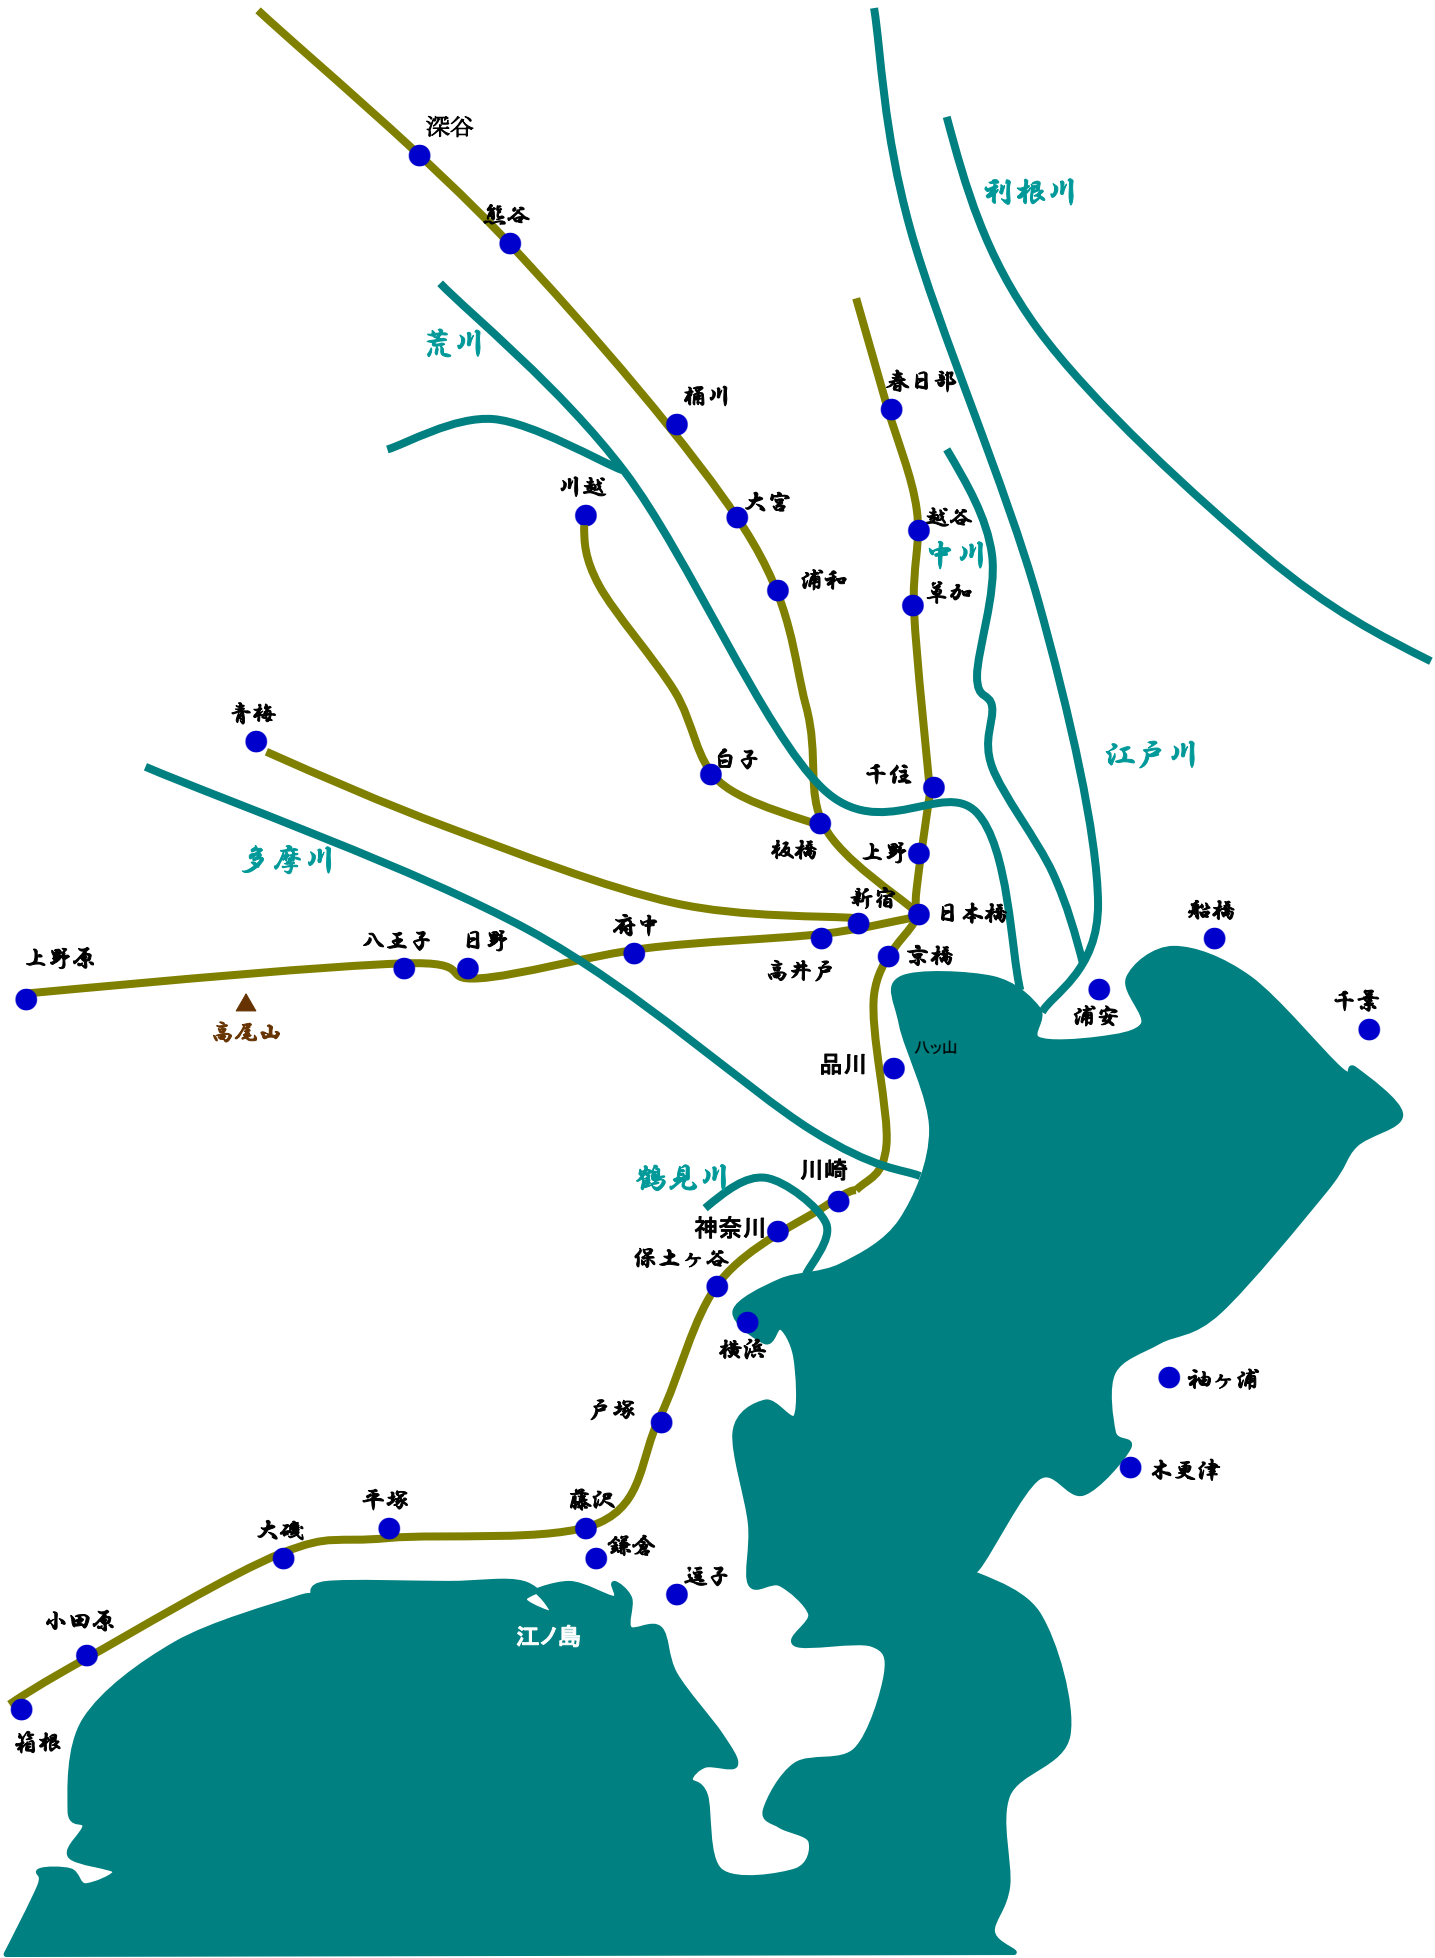 深谷
利根川
熊谷
荒川
春日部
桶川
川越
大宮
越谷
中川
浦和
草加
青梅
江戸川
白子
千住
板橋
上野
多摩川
新宿
船橋
日本橋
府中
八王子
日野
上野原
京橋
高井戸
千葉
浦安
高尾山
八ッ山
品川
川崎
鶴見川
神奈川
保土ヶ谷
横浜
袖ヶ浦
戸塚
木更津
平塚
藤沢
大磯
鎌倉
逗子
小田原
江ノ島
箱根